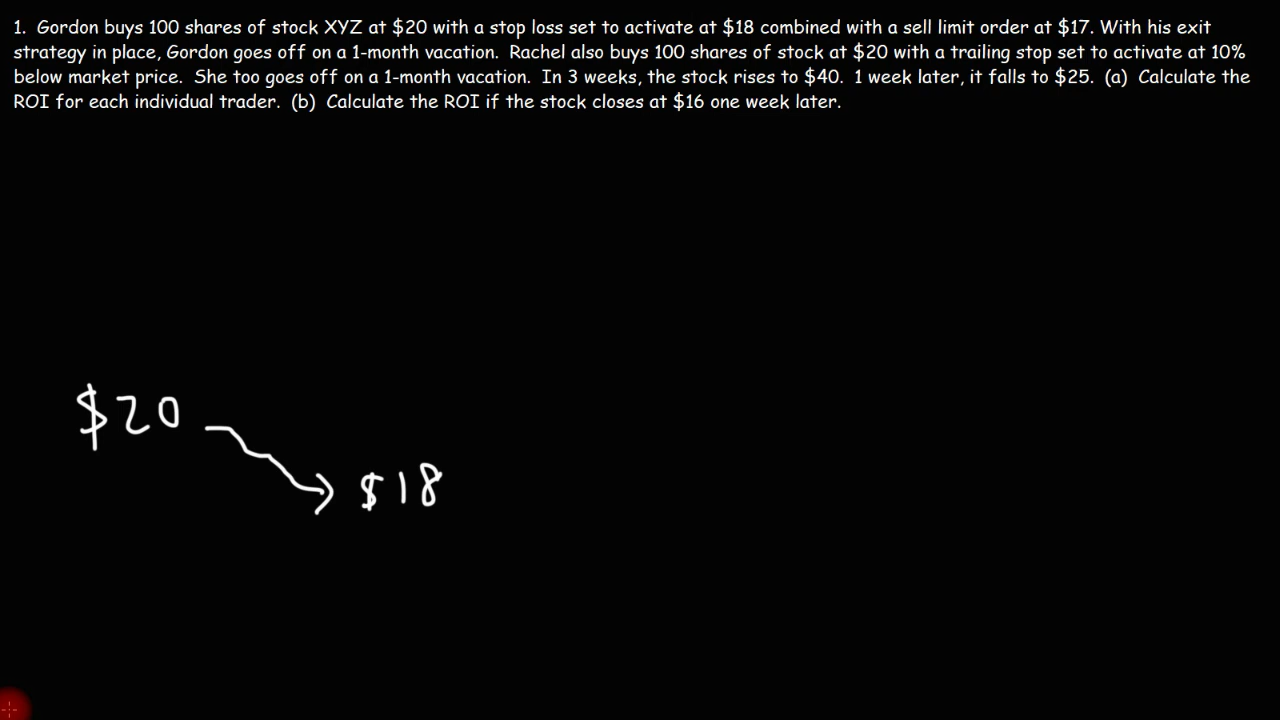 1.  Gordon buys 100 shares of stock XYZ at $20 with a stop loss set to activate at $18 combined with a sell limit order at $17. With his exit
strategy in place, Gordon goes off on a 1-month vacation.  Rachel also buys 100 shares of stock at $20 with a trailing stop set to activate at 10%
below market price.  She too goes off on a 1-month vacation.  In 3 weeks, the stock rises to $40.  1 week later, it falls to $25.  (a)  Calculate the
ROI for each individual trader.  (b)  Calculate the ROI if the stock closes at $16 one week later.
$20
$18